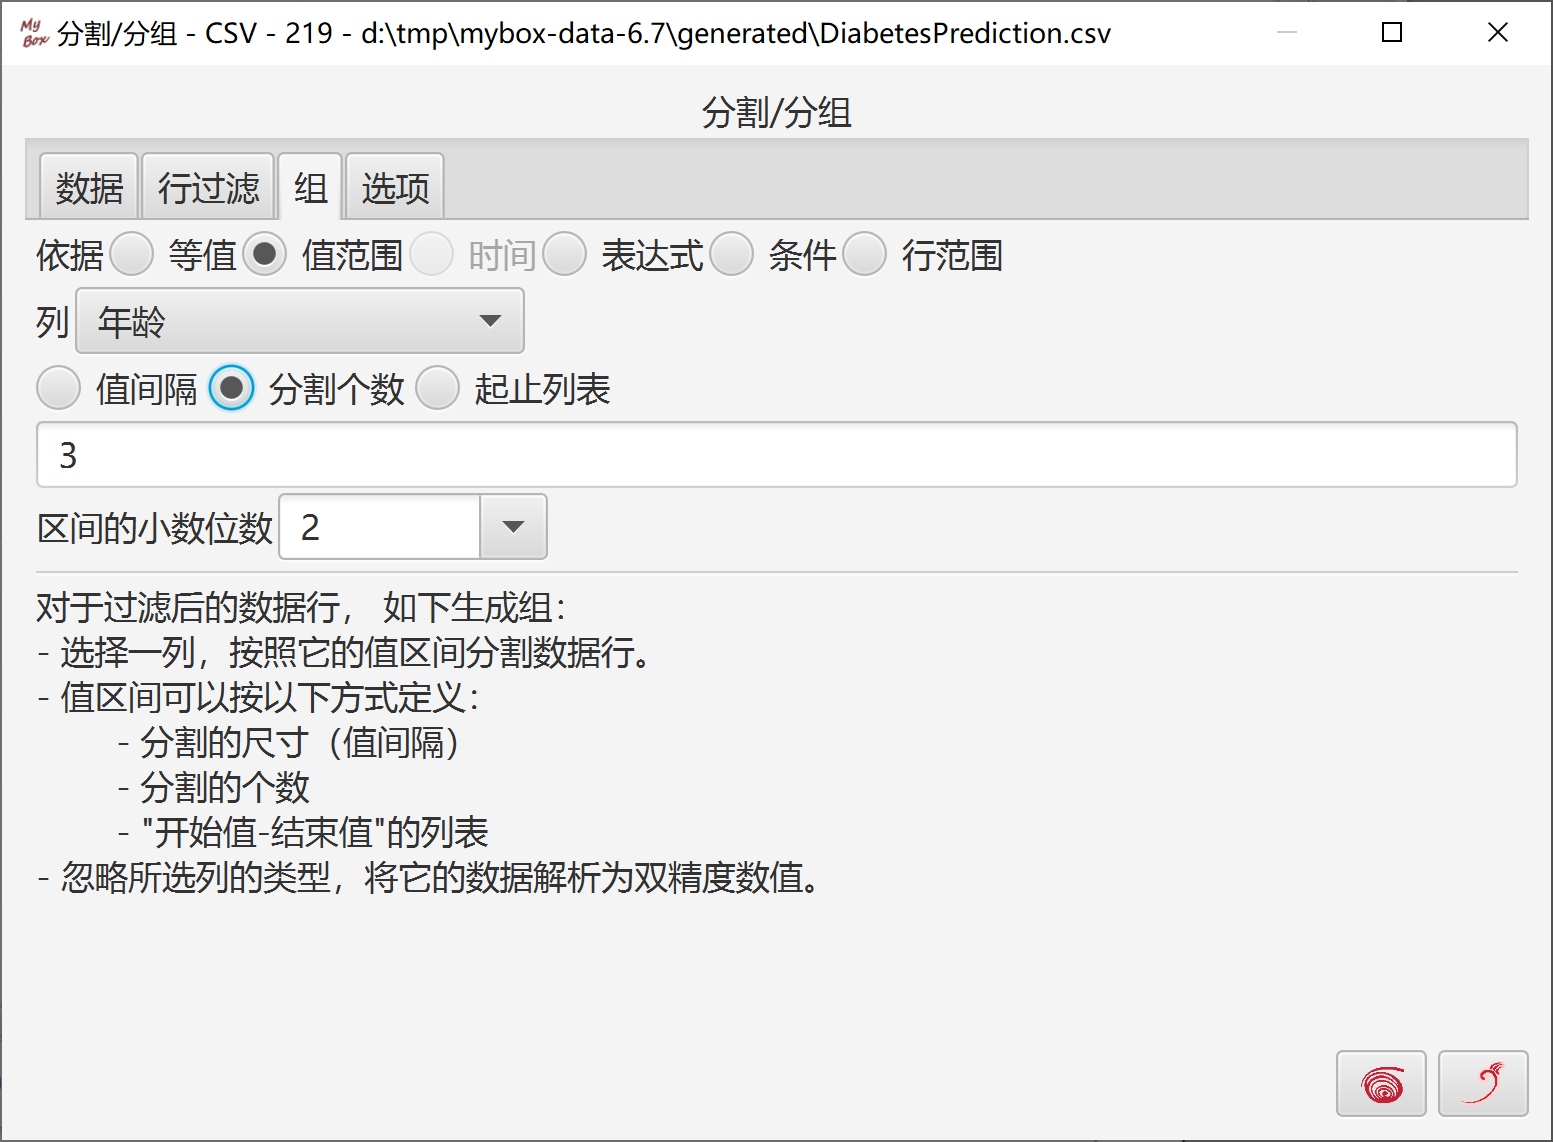 My Box 分割/分组 - CSV - 219 - d:\tmp\mybox-data-6.7\generated\DiabetesPrediction.csv
分割/分组
数据 行过滤 组 选项
依据 等值 值范围 时间 表达式 条件 行范围
列 年龄
值间隔 分割个数 起止列表
3
区间的小数位数 2
对于过滤后的数据行， 如下生成组：
- 选择一列，按照它的值区间分割数据行。
- 值区间可以按以下方式定义：
- 分割的尺寸（值间隔）
- 分割的个数
- "开始值-结束值"的列表
- 忽略所选列的类型，将它的数据解析为双精度数值。